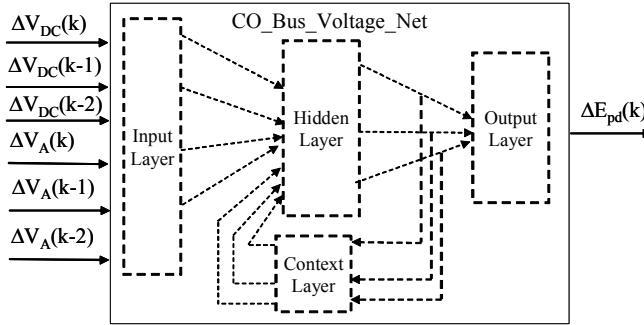 CO_Bus_Voltage_Net
ΔV_DC(k)
ΔV_DC(k-1)
ΔV_DC(k-2)
ΔV_A(k)
ΔV_A(k-1)
ΔV_A(k-2)
Input
Layer
Hidden
Layer
Output
Layer
Context
Layer
ΔE_pd(k)